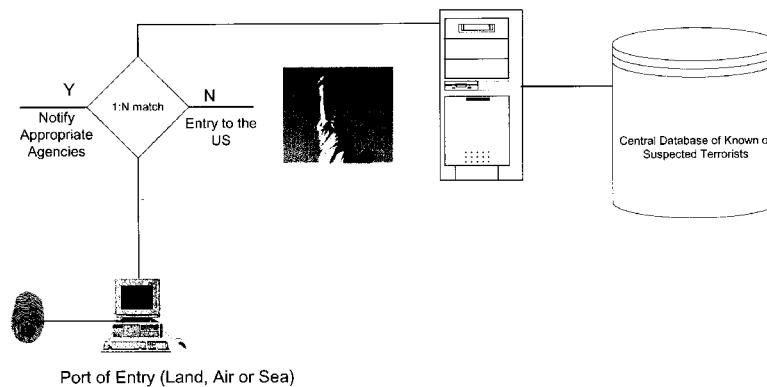 Y
N
1:N match
Notify
Appropriate
Agencies
Entry to the
US
Central Database of Known o
Suspected Terrorists
Port of Entry (Land, Air or Sea)